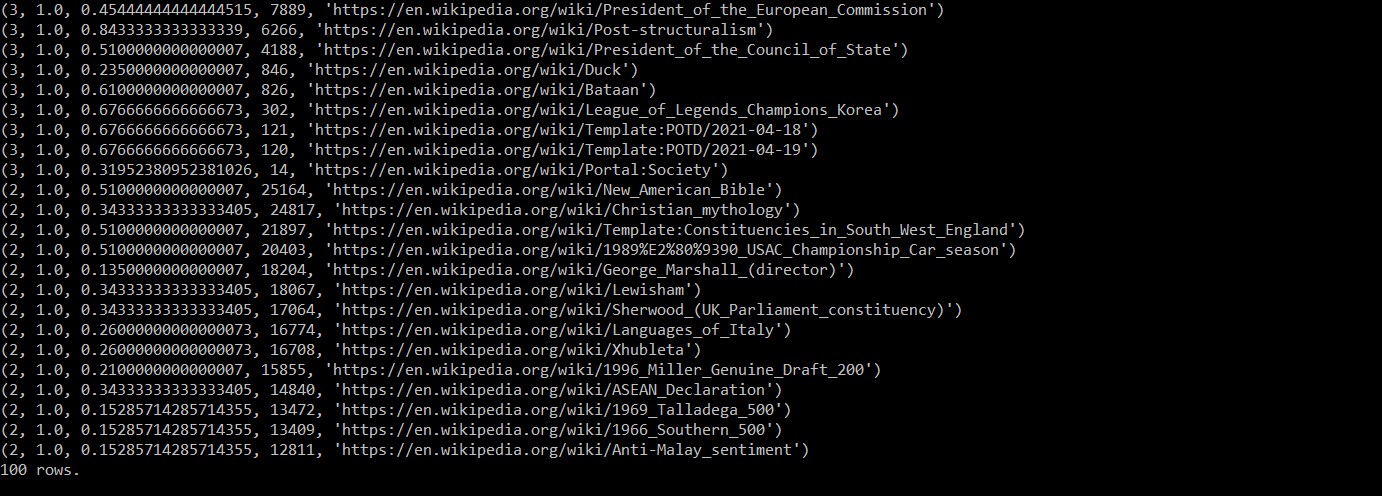 (3, 1.0, 0.45444444444444515, 7889, 'https://en.wikipedia.org/wiki/President_of_the_European_Commission')
(3, 1.0, 0.8433333333333339, 6266, 'https://en.wikipedia.org/wiki/Post-structuralism')
(3, 1.0, 0.5100000000000007, 4188, 'https://en.wikipedia.org/wiki/President_of_the_Council_of_State')
(3, 1.0, 0.2350000000000007, 846, 'https://en.wikipedia.org/wiki/Duck')
(3, 1.0, 0.6100000000000007, 826, 'https://en.wikipedia.org/wiki/Bataan')
(3, 1.0, 0.6766666666666673, 302, 'https://en.wikipedia.org/wiki/League_of_Legends_Champions_Korea')
(3, 1.0, 0.6766666666666673, 121, 'https://en.wikipedia.org/wiki/Template:POTD/2021-04-18')
(3, 1.0, 0.6766666666666673, 120, 'https://en.wikipedia.org/wiki/Template:POTD/2021-04-19')
(3, 1.0, 0.31952380952381026, 14, 'https://en.wikipedia.org/wiki/Portal:Society')
(2, 1.0, 0.5100000000000007, 25164, 'https://en.wikipedia.org/wiki/New_American_Bible')
(2, 1.0, 0.34333333333333405, 24817, 'https://en.wikipedia.org/wiki/Christian_mythology')
(2, 1.0, 0.5100000000000007, 21897, 'https://en.wikipedia.org/wiki/Template:Constituencies_in_South_West_England')
(2, 1.0, 0.5100000000000007, 20403, 'https://en.wikipedia.org/wiki/1989%E2%80%9390_USAC_Championship_Car_season')
(2, 1.0, 0.1350000000000007, 18204, 'https://en.wikipedia.org/wiki/George_Marshall_(director)')
(2, 1.0, 0.34333333333333405, 18067, 'https://en.wikipedia.org/wiki/Lewisham')
(2, 1.0, 0.34333333333333405, 17064, 'https://en.wikipedia.org/wiki/Sherwood_(UK_Parliament_constituency)')
(2, 1.0, 0.26000000000000073, 16774, 'https://en.wikipedia.org/wiki/Languages_of_Italy')
(2, 1.0, 0.26000000000000073, 16708, 'https://en.wikipedia.org/wiki/Xhubleta')
(2, 1.0, 0.2100000000000007, 15855, 'https://en.wikipedia.org/wiki/1996_Miller_Genuine_Draft_200')
(2, 1.0, 0.34333333333333405, 14840, 'https://en.wikipedia.org/wiki/ASEAN_Declaration')
(2, 1.0, 0.15285714285714355, 13472, 'https://en.wikipedia.org/wiki/1969_Talladega_500')
(2, 1.0, 0.15285714285714355, 13409, 'https://en.wikipedia.org/wiki/1966_Southern_500')
(2, 1.0, 0.15285714285714355, 12811, 'https://en.wikipedia.org/wiki/Anti-Malay_sentiment')
100 rows.